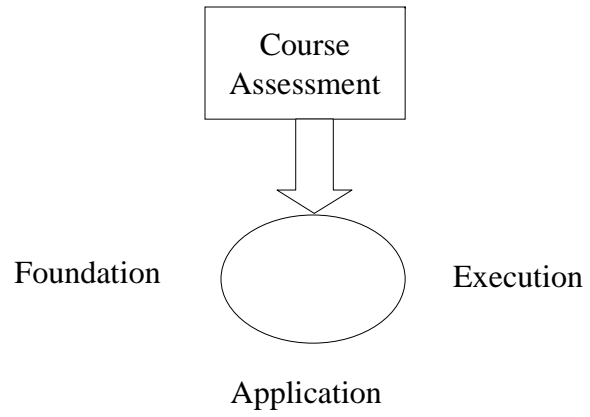 Course
Assessment
Foundation
Execution
Application